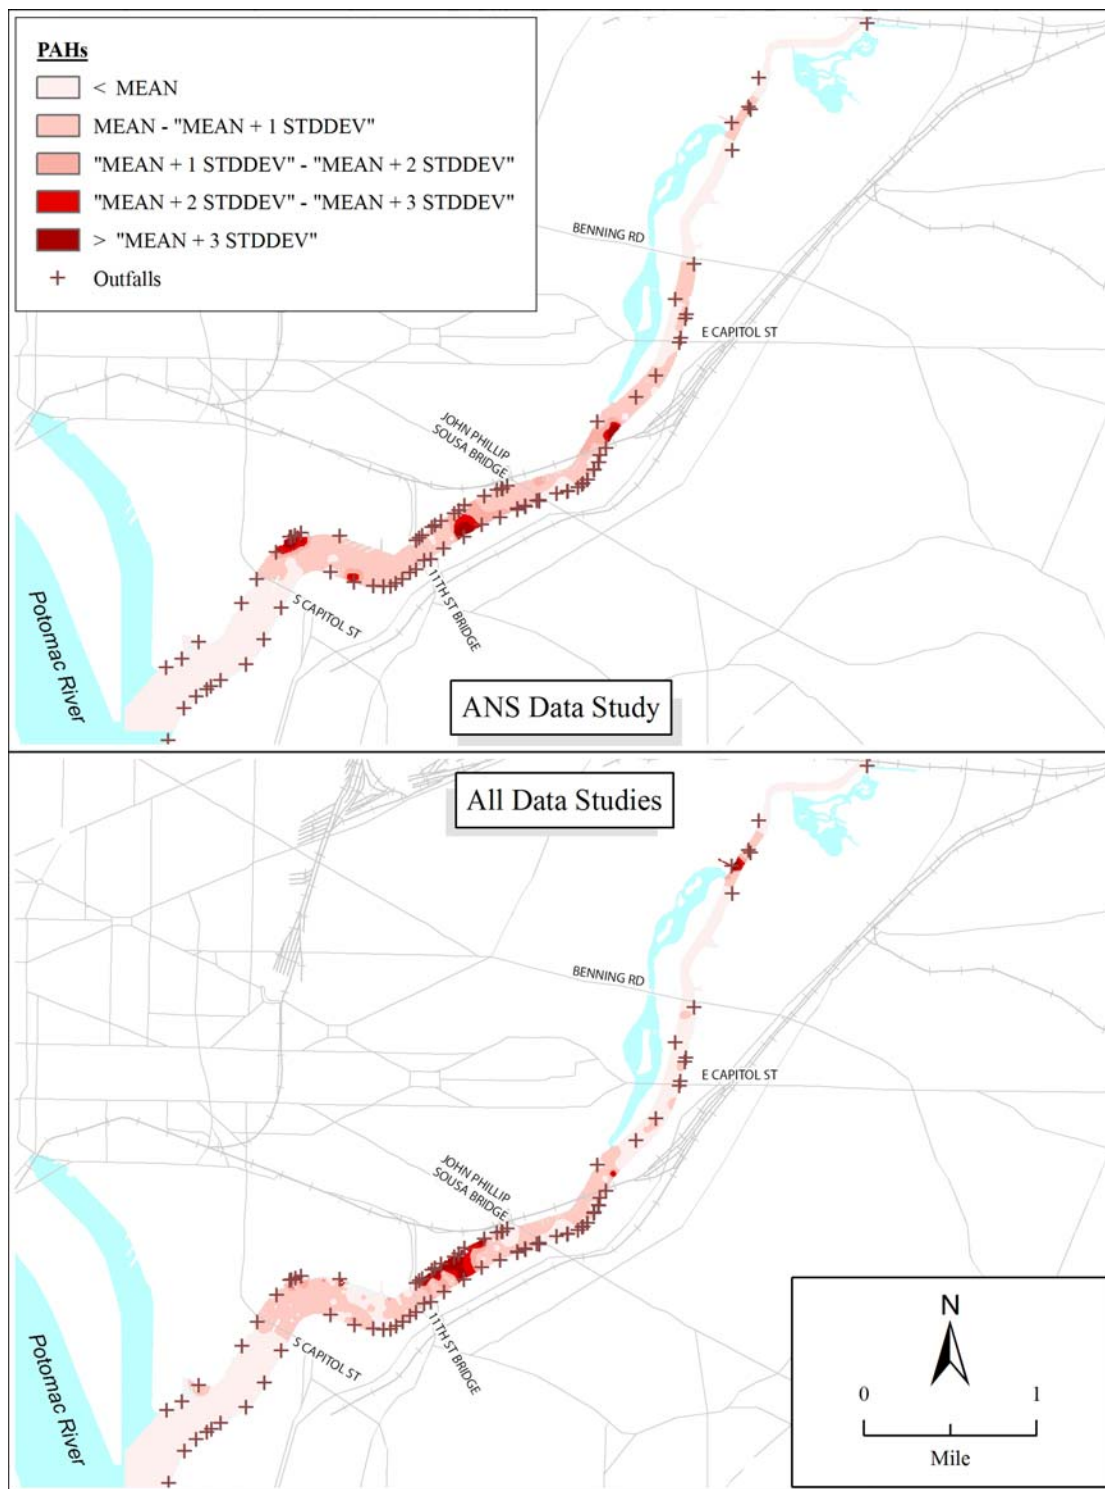 PAHs
< MEAN
MEAN - "MEAN + 1 STDDEV"
"MEAN + 1 STDDEV" - "MEAN + 2 STDDEV"
"MEAN + 2 STDDEV" - "MEAN + 3 STDDEV"
> "MEAN + 3 STDDEV"
Outfalls
BENNING RD
E CAPITOL ST
JOHN PHILLIP
SOUSA BRIDGE
11TH ST BRIDGE
S CAPITOL ST
Potomac River
ANS Data Study
All Data Studies
BENNING RD
E CAPITOL ST
JOHN PHILLIP
SOUSA BRIDGE
11TH ST BRIDGE
S CAPITOL ST
Potomac River
N
0 1
Mile